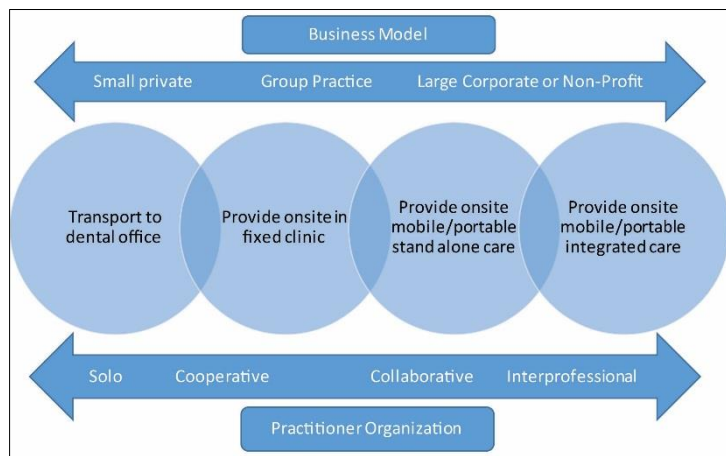 Business Model
Small private Group Practice Large Corporate or Non-Profit
Transport to
dental office
Provide onsite in
fixed clinic
Provide onsite
mobile/portable
stand alone care
Provide onsite
mobile/portable
integrated care
Solo Cooperative Collaborative Interprofessional
Practitioner Organization